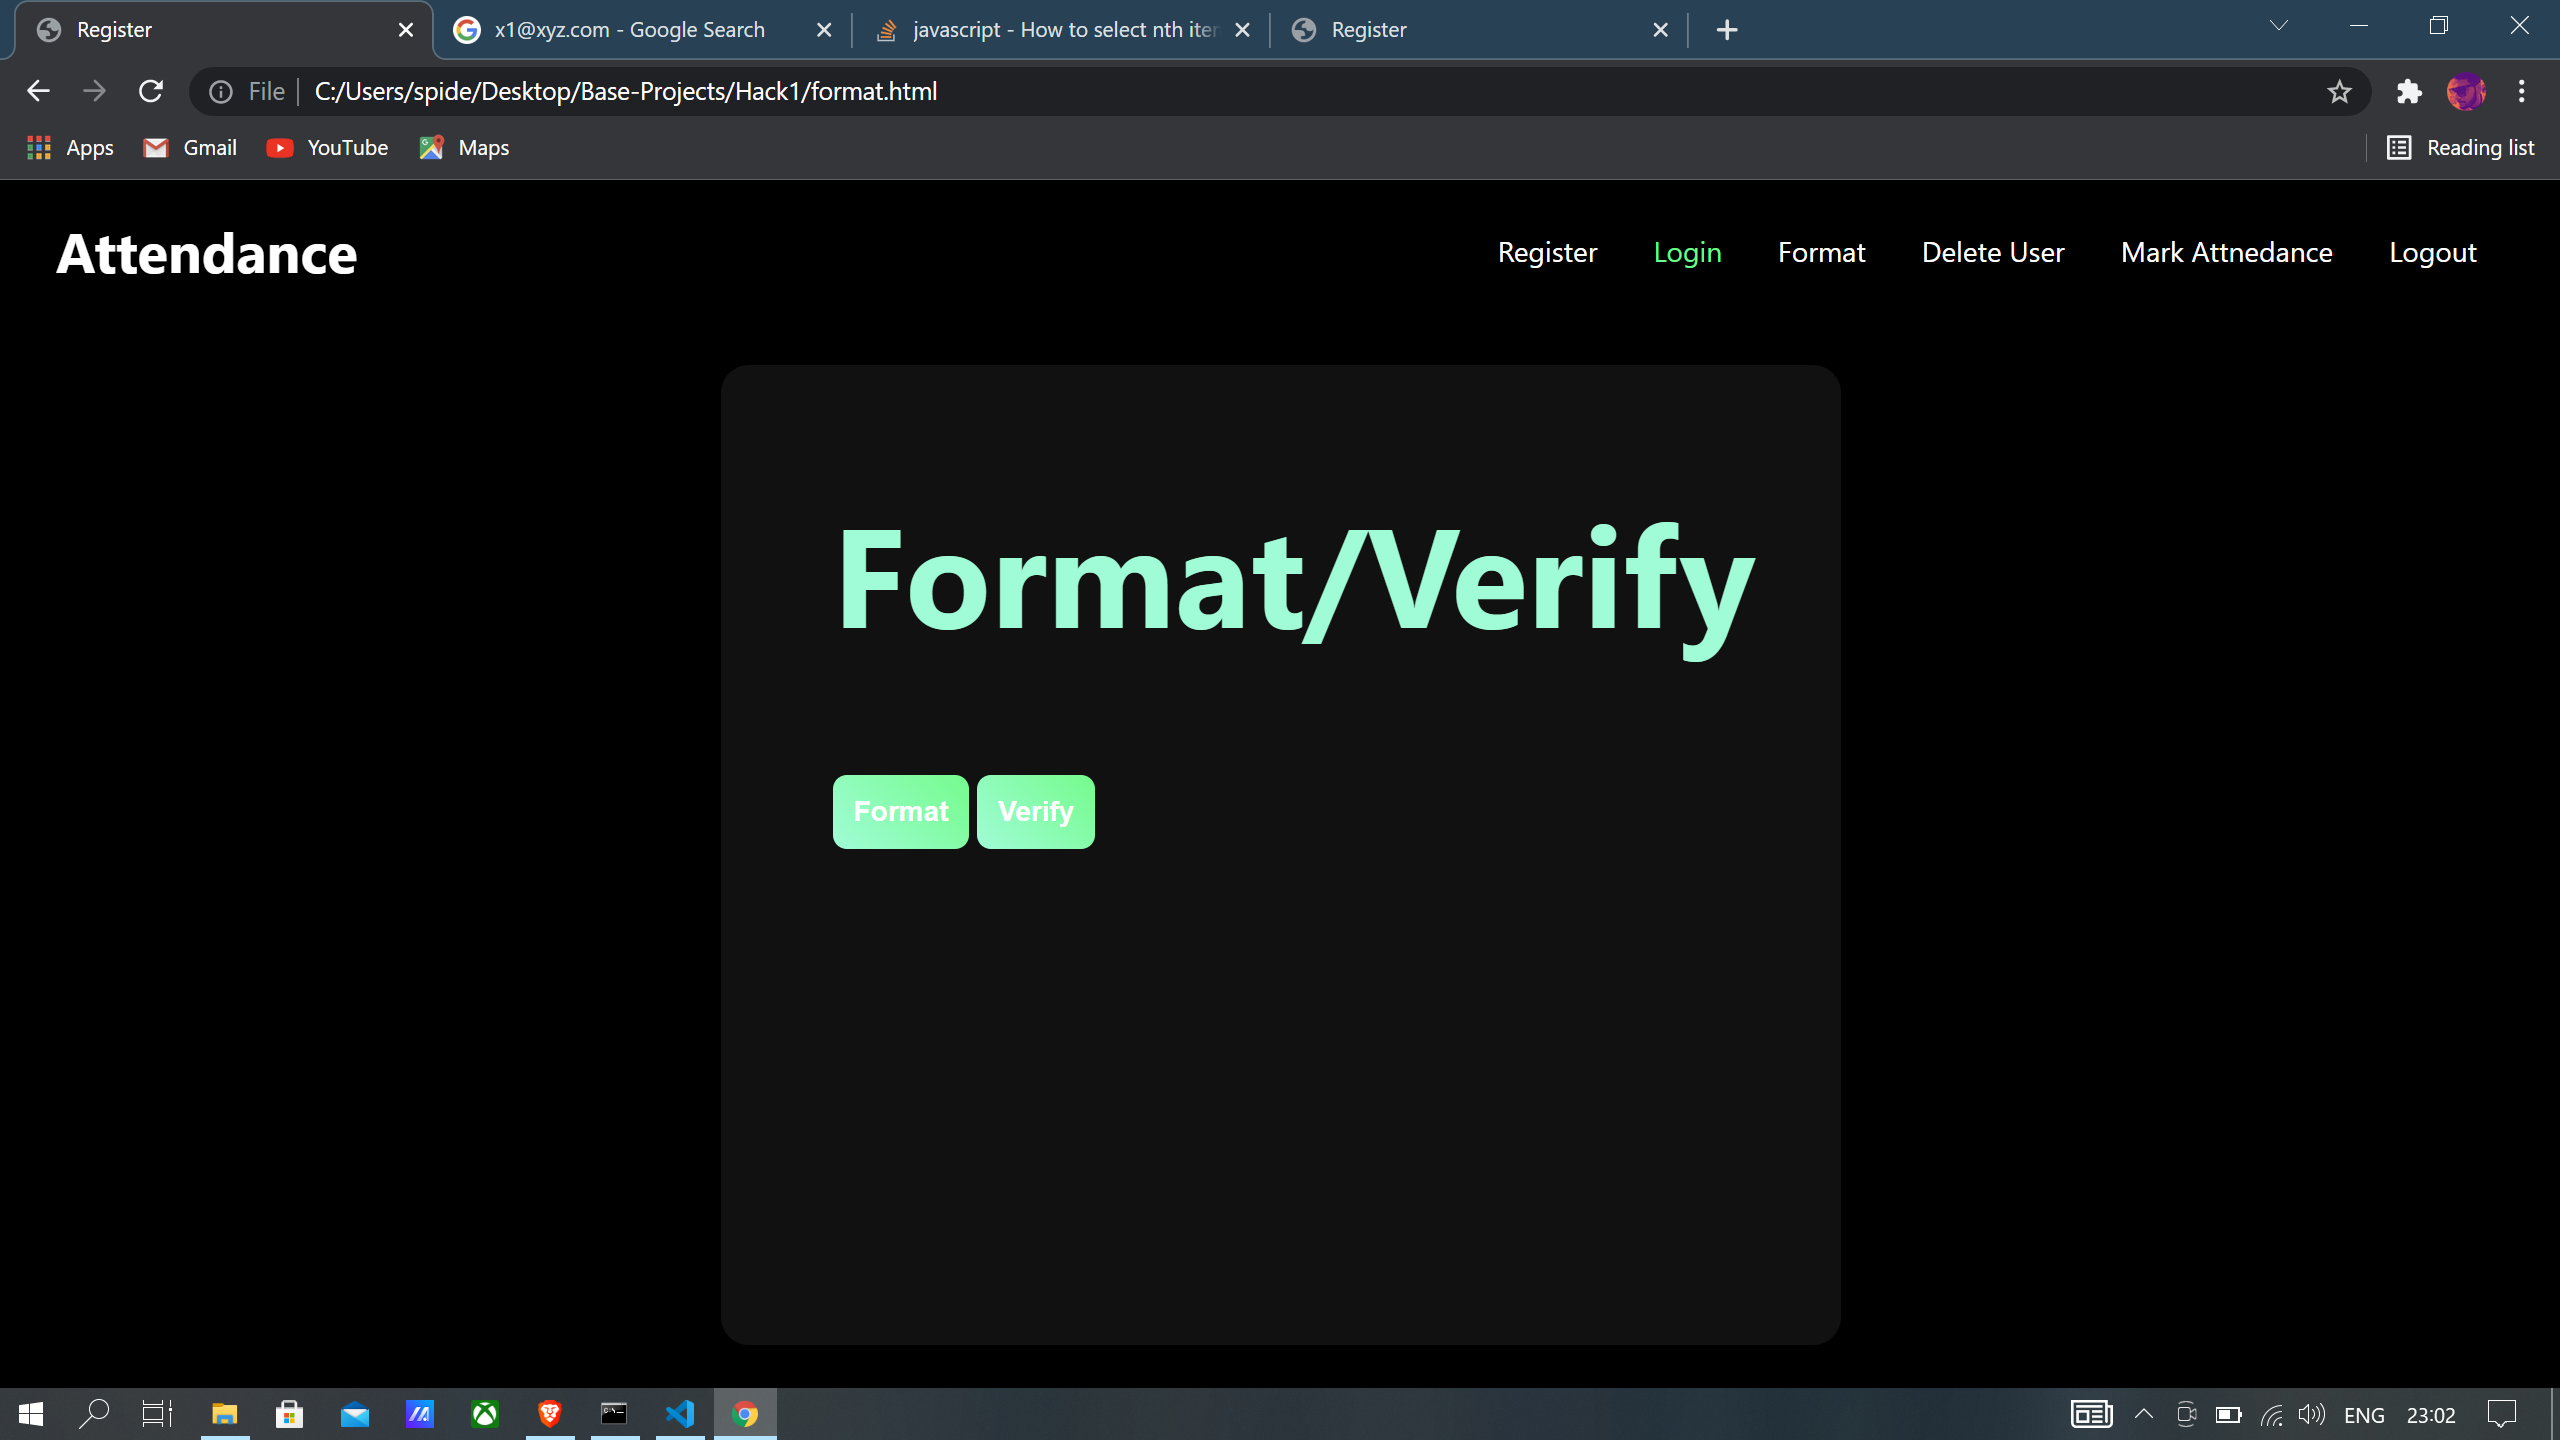 Register
x1@xyz.com - Google Search
javascript - How to select nth iter
Register
File
C:/Users/spide/Desktop/Base-Projects/Hack1/format.html
Apps
Gmail
YouTube
Maps
Reading list
Attendance
Register
Login
Format
Delete User
Mark Attnedance
Logout
Format/Verify
Format
Verify
ENG
23:02